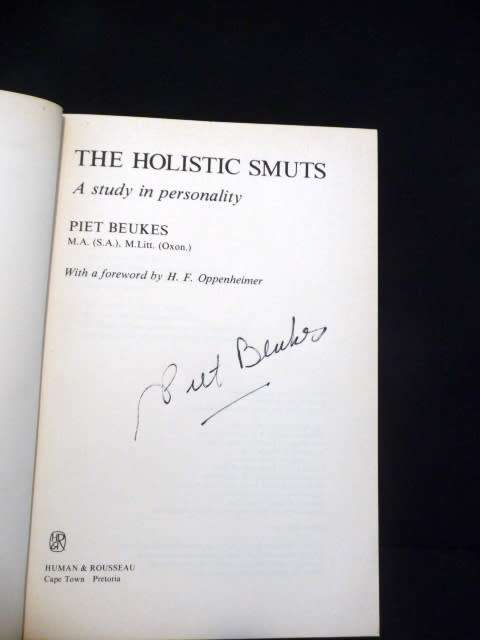 THE HOLISTIC SMUTS
A study in personality
PIET BEUKES
M.A. (S.A.), M.Litt. (Oxon.)
With a foreword by H. F. Oppenheimer
Piet Beukes
HUMAN & ROUSSEAU
Cape Town Pretoria